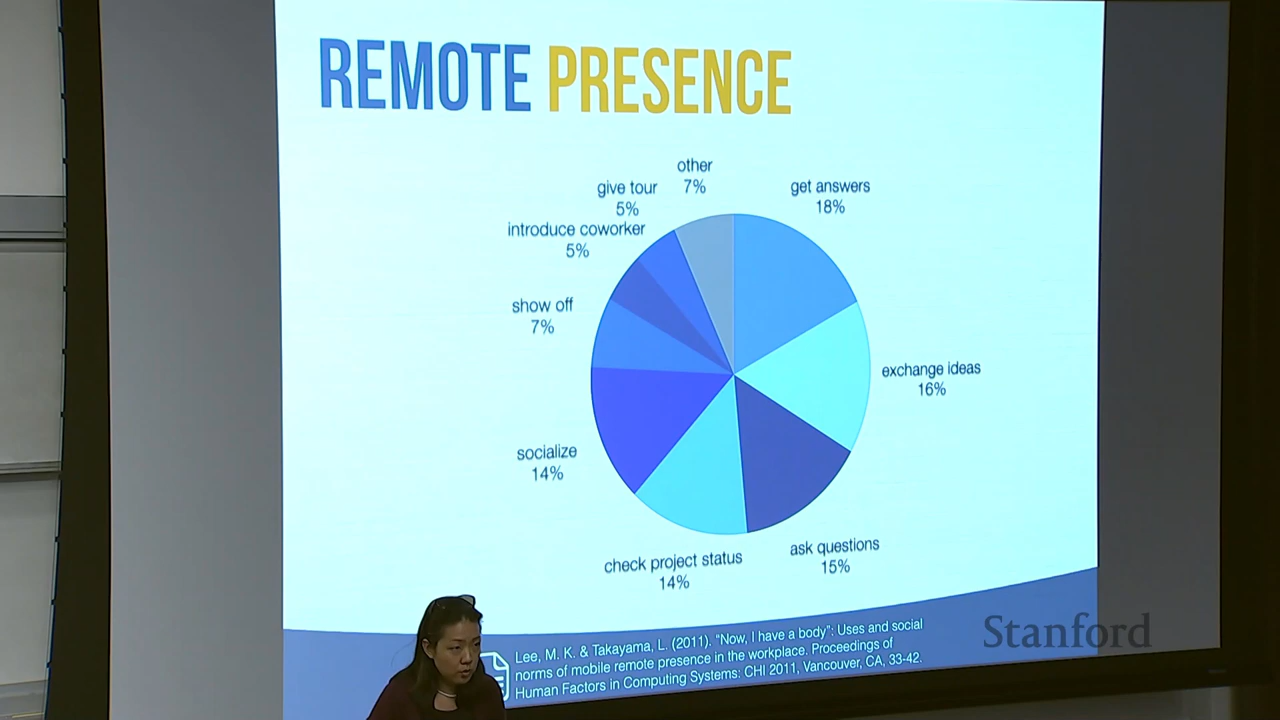 REMOTE PRESENCE
other
7%
give tour
5%
get answers
18%
introduce coworker
5%
show off
7%
exchange ideas
16%
socialize
14%
ask questions
15%
check project status
14%
Lee, M. K. & Takayama, L. (2011). "Now, I have a body": Uses and social
norms of mobile remote presence in the workplace. Proceedings of
Human Factors in Computing Systems: CHI 2011, Vancouver, CA, 33-42.
Stanford